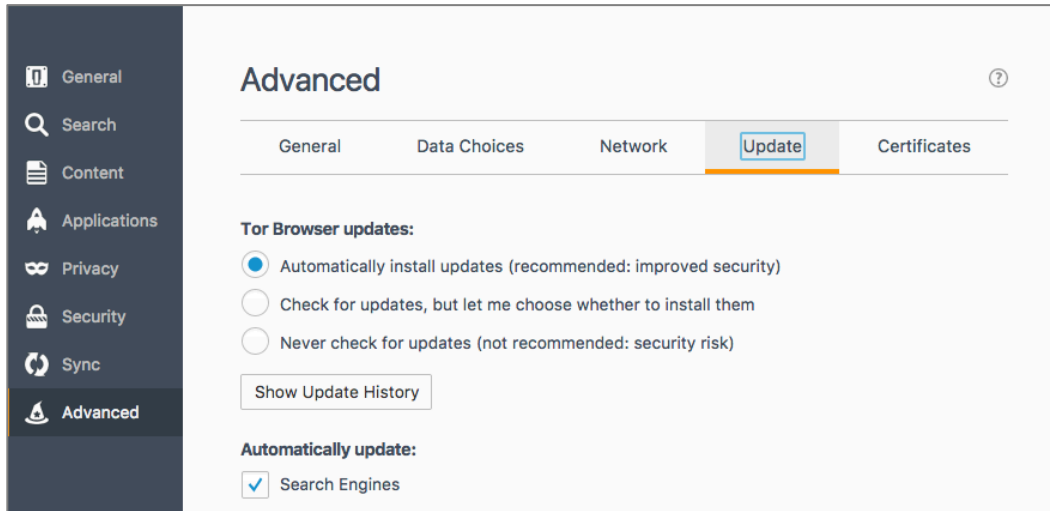 General
Search
Content
Applications
Privacy
Security
Sync
Advanced
Advanced
?
General Data Choices Network Update Certificates
Tor Browser updates:
Automatically install updates (recommended: improved security)
Check for updates, but let me choose whether to install them
Never check for updates (not recommended: security risk)
Show Update History
Automatically update:
Search Engines